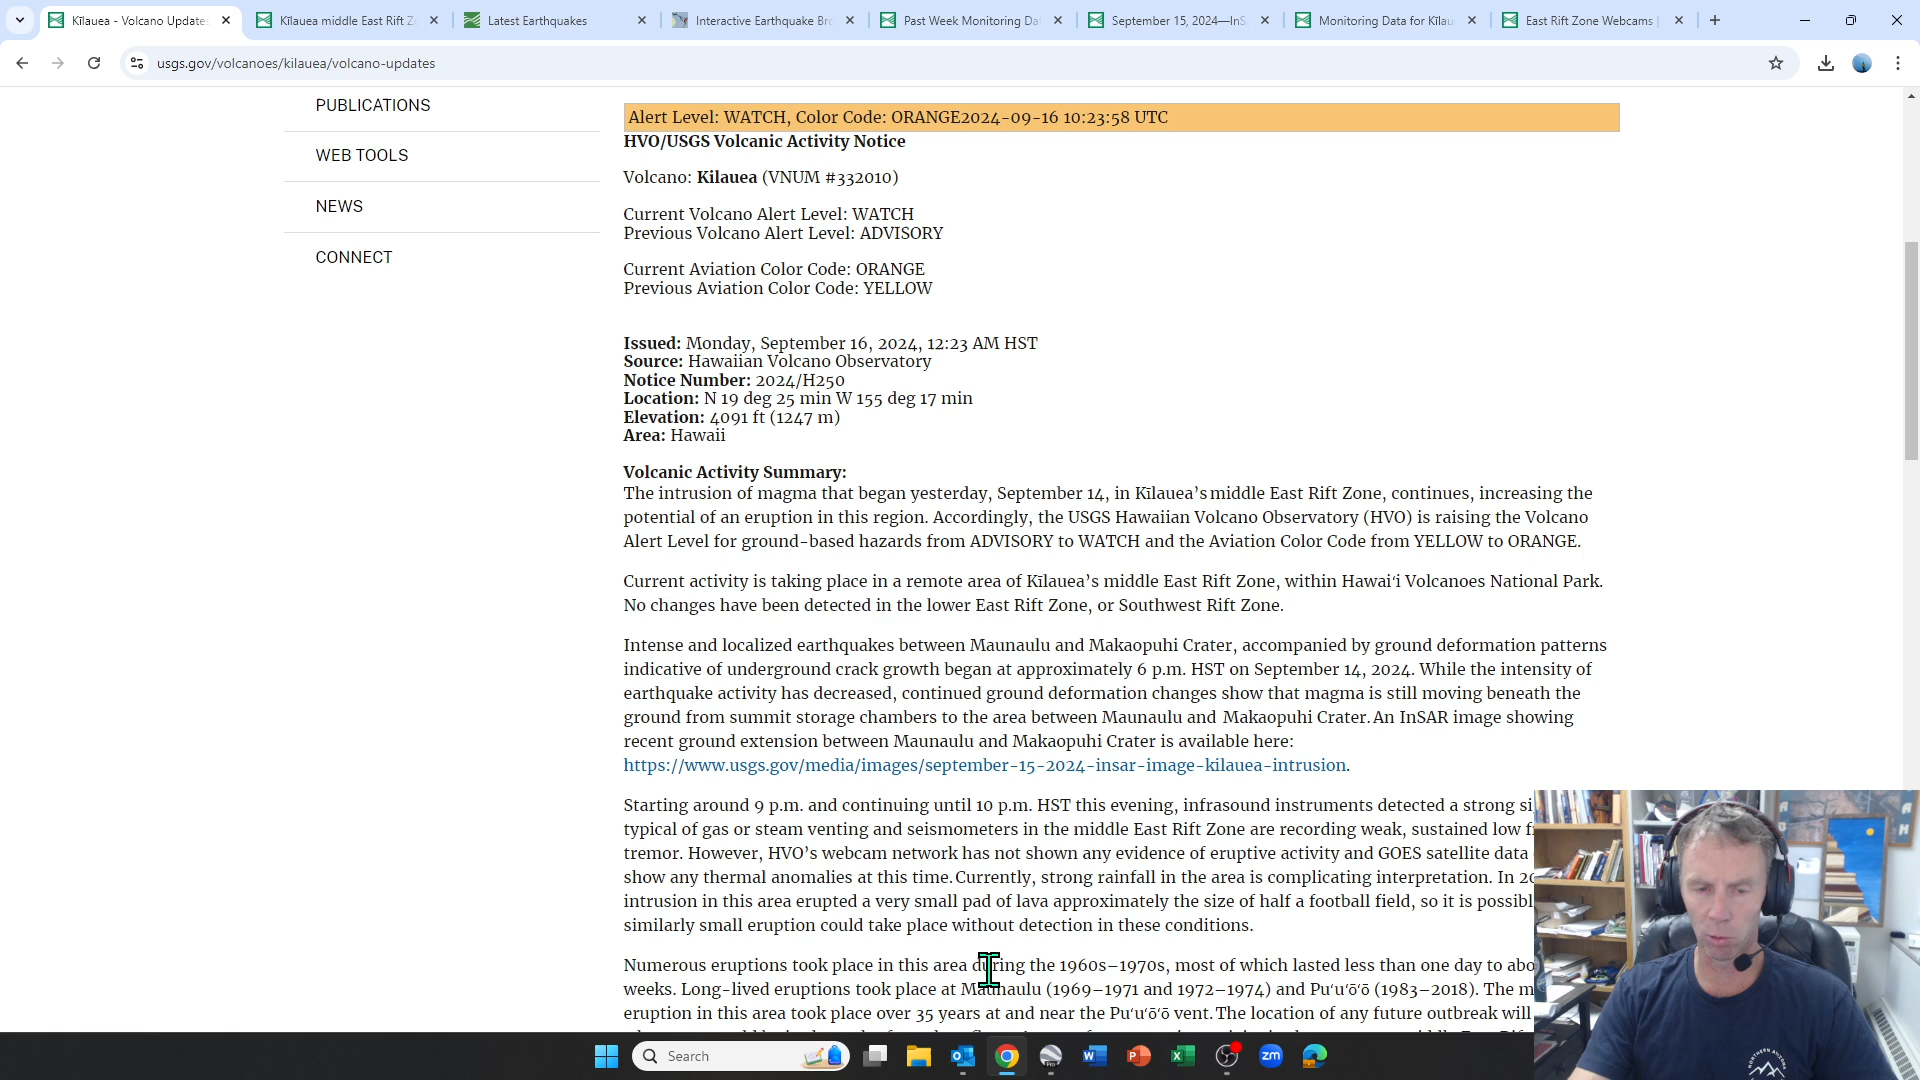 Kīlauea - Volcano Updates
Kīlauea middle East Rift Z
Latest Earthquakes
Interactive Earthquake Bro
Past Week Monitoring Da
September 15, 2024—InS
Monitoring Data for Kīlau
East Rift Zone Webcams |
usgs.gov/volcanoes/kilauea/volcano-updates
PUBLICATIONS
WEB TOOLS
NEWS
CONNECT
Alert Level: WATCH, Color Code: ORANGE2024-09-16 10:23:58 UTC
HVO/USGS Volcanic Activity Notice
Volcano: Kilauea (VNUM #332010)
Current Volcano Alert Level: WATCH
Previous Volcano Alert Level: ADVISORY
Current Aviation Color Code: ORANGE
Previous Aviation Color Code: YELLOW
Issued: Monday, September 16, 2024, 12:23 AM HST
Source: Hawaiian Volcano Observatory
Notice Number: 2024/H250
Location: N 19 deg 25 min W 155 deg 17 min
Elevation: 4091 ft (1247 m)
Area: Hawaii
Volcanic Activity Summary:
The intrusion of magma that began yesterday, September 14, in Kīlauea’s middle East Rift Zone, continues, increasing the
potential of an eruption in this region. Accordingly, the USGS Hawaiian Volcano Observatory (HVO) is raising the Volcano
Alert Level for ground-based hazards from ADVISORY to WATCH and the Aviation Color Code from YELLOW to ORANGE.
Current activity is taking place in a remote area of Kīlauea’s middle East Rift Zone, within Hawaiʻi Volcanoes National Park.
No changes have been detected in the lower East Rift Zone, or Southwest Rift Zone.
Intense and localized earthquakes between Maunaulu and Makaopuhi Crater, accompanied by ground deformation patterns
indicative of underground crack growth began at approximately 6 p.m. HST on September 14, 2024. While the intensity of
earthquake activity has decreased, continued ground deformation changes show that magma is still moving beneath the
ground from summit storage chambers to the area between Maunaulu and Makaopuhi Crater. An InSAR image showing
recent ground extension between Maunaulu and Makaopuhi Crater is available here:
https://www.usgs.gov/media/images/september-15-2024-insar-image-kilauea-intrusion.
Starting around 9 p.m. and continuing until 10 p.m. HST this evening, infrasound instruments detected a strong si
typical of gas or steam venting and seismometers in the middle East Rift Zone are recording weak, sustained low f
tremor. However, HVO’s webcam network has not shown any evidence of eruptive activity and GOES satellite data
show any thermal anomalies at this time. Currently, strong rainfall in the area is complicating interpretation. In 20
intrusion in this area erupted a very small pad of lava approximately the size of half a football field, so it is possibl
similarly small eruption could take place without detection in these conditions.
Numerous eruptions took place in this area during the 1960s–1970s, most of which lasted less than one day to abo
weeks. Long-lived eruptions took place at Maunaulu (1969–1971 and 1972–1974) and Puʻuʻōʻō (1983–2018). The m
eruption in this area took place over 35 years at and near the Puʻuʻōʻō vent. The location of any future outbreak will
Search
zm